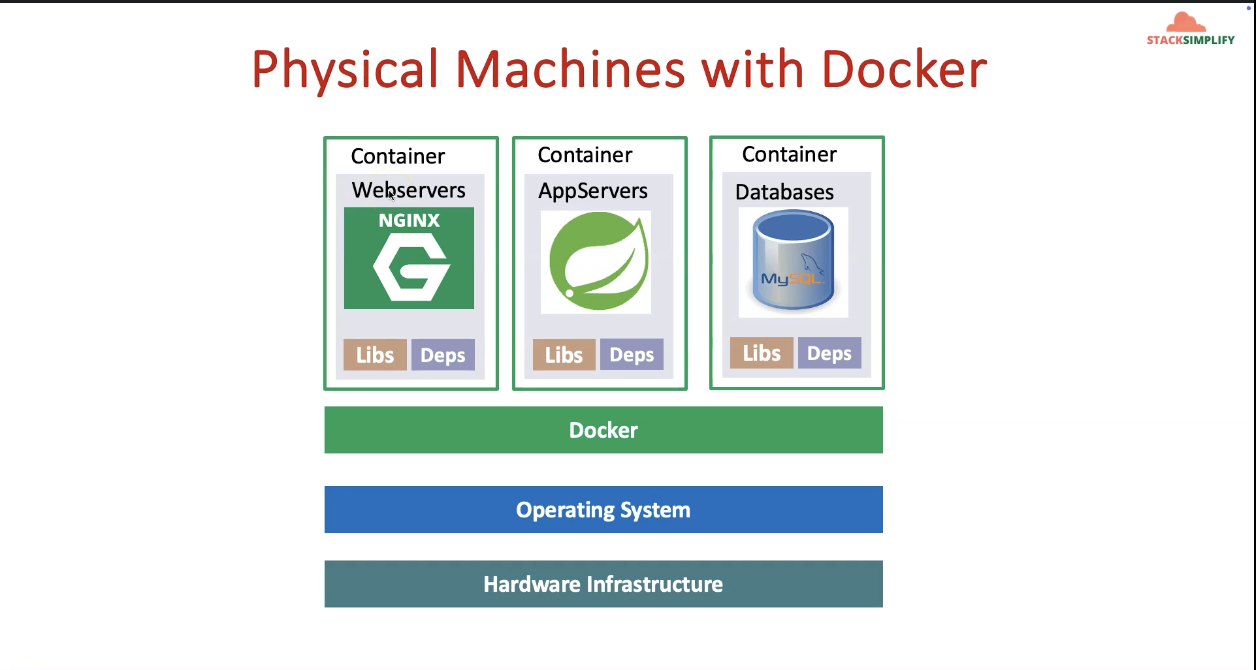 STACKSIMPLIFY
Physical Machines with Docker
Container
Webservers
NGINX
Libs Deps
Container
AppServers
Libs Deps
Container
Databases
MySQL
Libs Deps
Docker
Operating System
Hardware Infrastructure